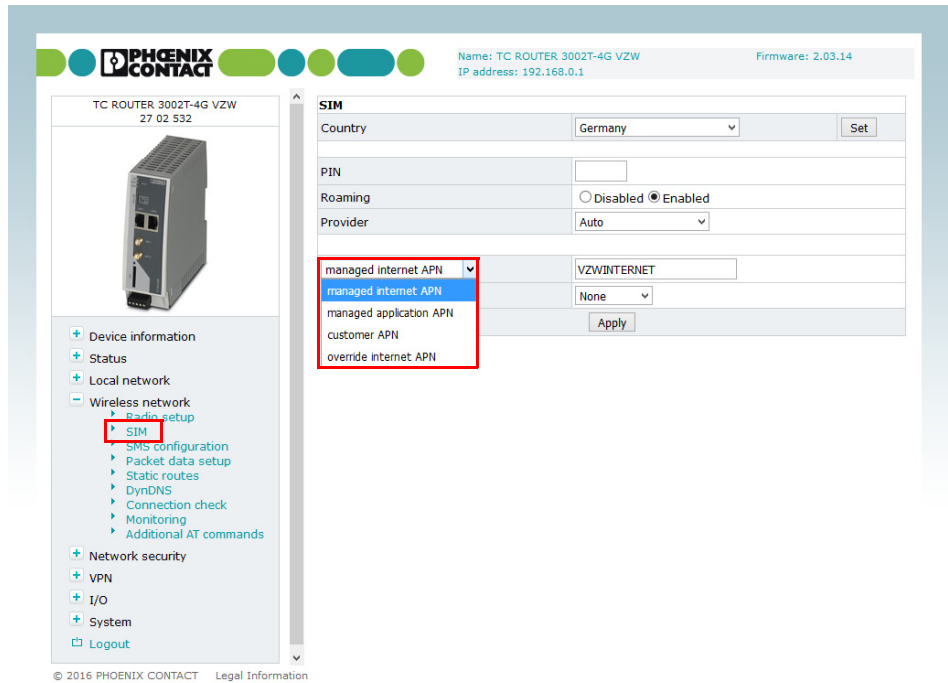 PHŒNIX
CONTACT
Name: TC ROUTER 3002T-4G VZW
IP address: 192.168.0.1
Firmware: 2.03.14
TC ROUTER 3002T-4G VZW
27 02 532
Device information
Status
Local network
Wireless network
Radio setup
SIM
SMS configuration
Packet data setup
Static routes
DynDNS
Connection check
Monitoring
Additional AT commands
Network security
VPN
I/O
System
Logout
SIM
Country Germany Set
PIN
Roaming Disabled Enabled
Provider Auto
managed internet APN VZWINTERNET
managed internet APN None
managed application APN Apply
customer APN
override internet APN
© 2016 PHOENIX CONTACT Legal Information